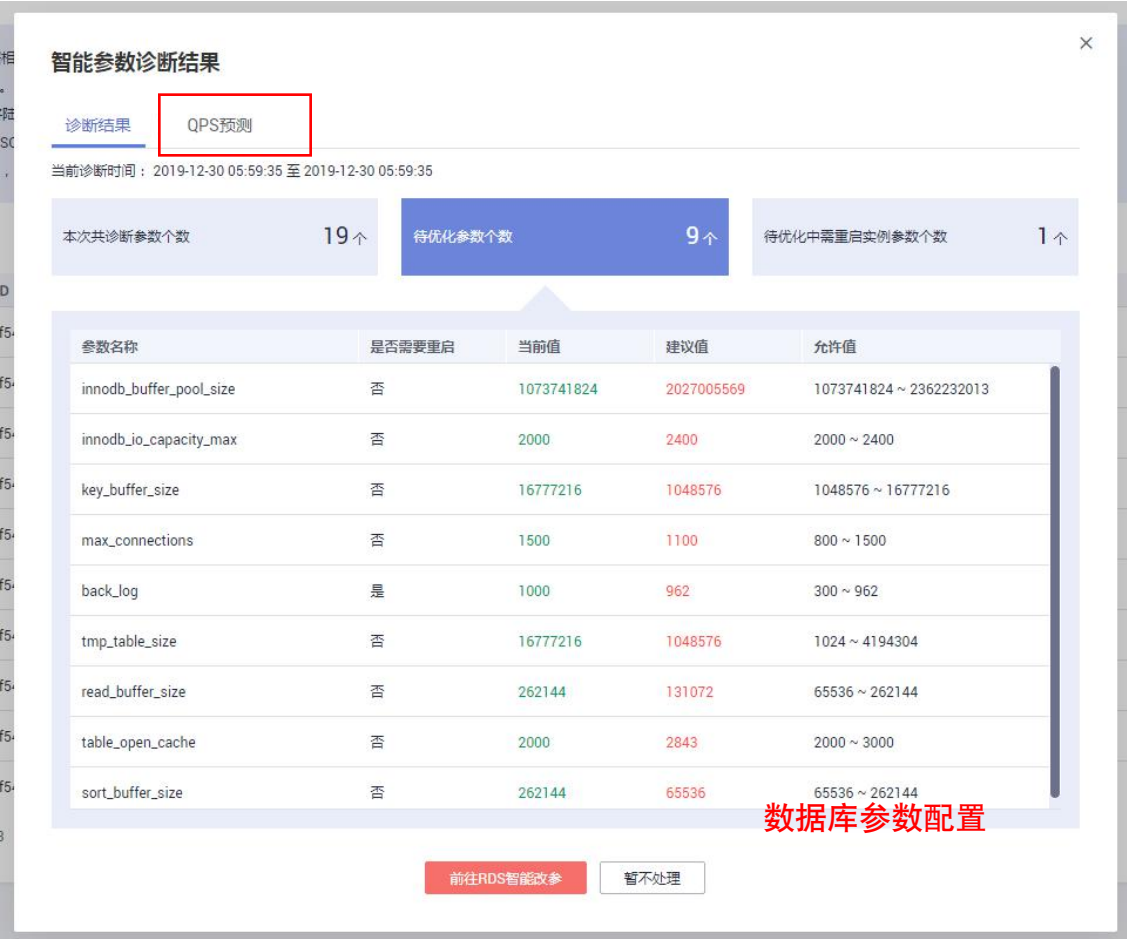 智能参数诊断结果
诊断结果 QPS预测
当前诊断时间： 2019-12-30 05:59:35 至 2019-12-30 05:59:35
本次共诊断参数个数 19 个 待优化参数个数 9 个 待优化中需重启实例参数个数 1 个
参数名称 是否需要重启 当前值 建议值 允许值
innodb_buffer_pool_size 否 1073741824 2027005569 1073741824 ~ 2362232013
innodb_io_capacity_max 否 2000 2400 2000 ~ 2400
key_buffer_size 否 16777216 1048576 1048576 ~ 16777216
max_connections 否 1500 1100 800 ~ 1500
back_log 是 1000 962 300 ~ 962
tmp_table_size 否 16777216 1048576 1024 ~ 4194304
read_buffer_size 否 262144 131072 65536 ~ 262144
table_open_cache 否 2000 2843 2000 ~ 3000
sort_buffer_size 否 262144 65536 65536 ~ 262144
数据库参数配置
前往RDS智能改参 暂不处理